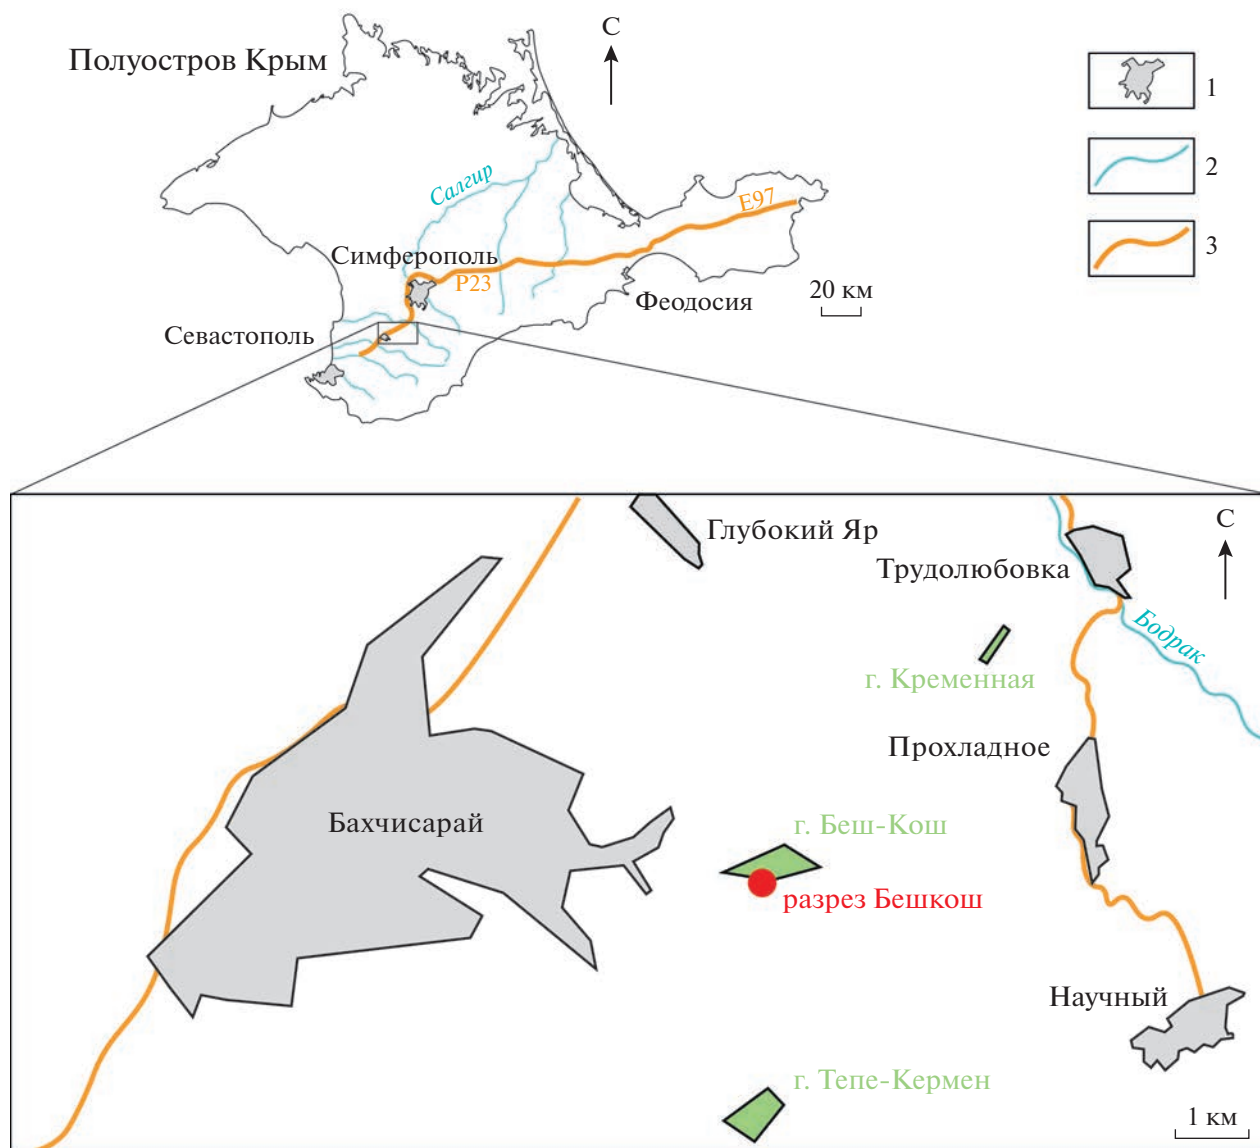 С
Полуостров Крым
1
2
Салгир
E97
3
Симферополь
P23
Феодосия
20 км
Севастополь
Глубокий Яр
С
Трудолюбовка
Бодрак
г. Кременная
Прохладное
Бахчисарай
г. Беш-Кош
разрез Бешкош
Научный
г. Тепе-Кермен
1 км